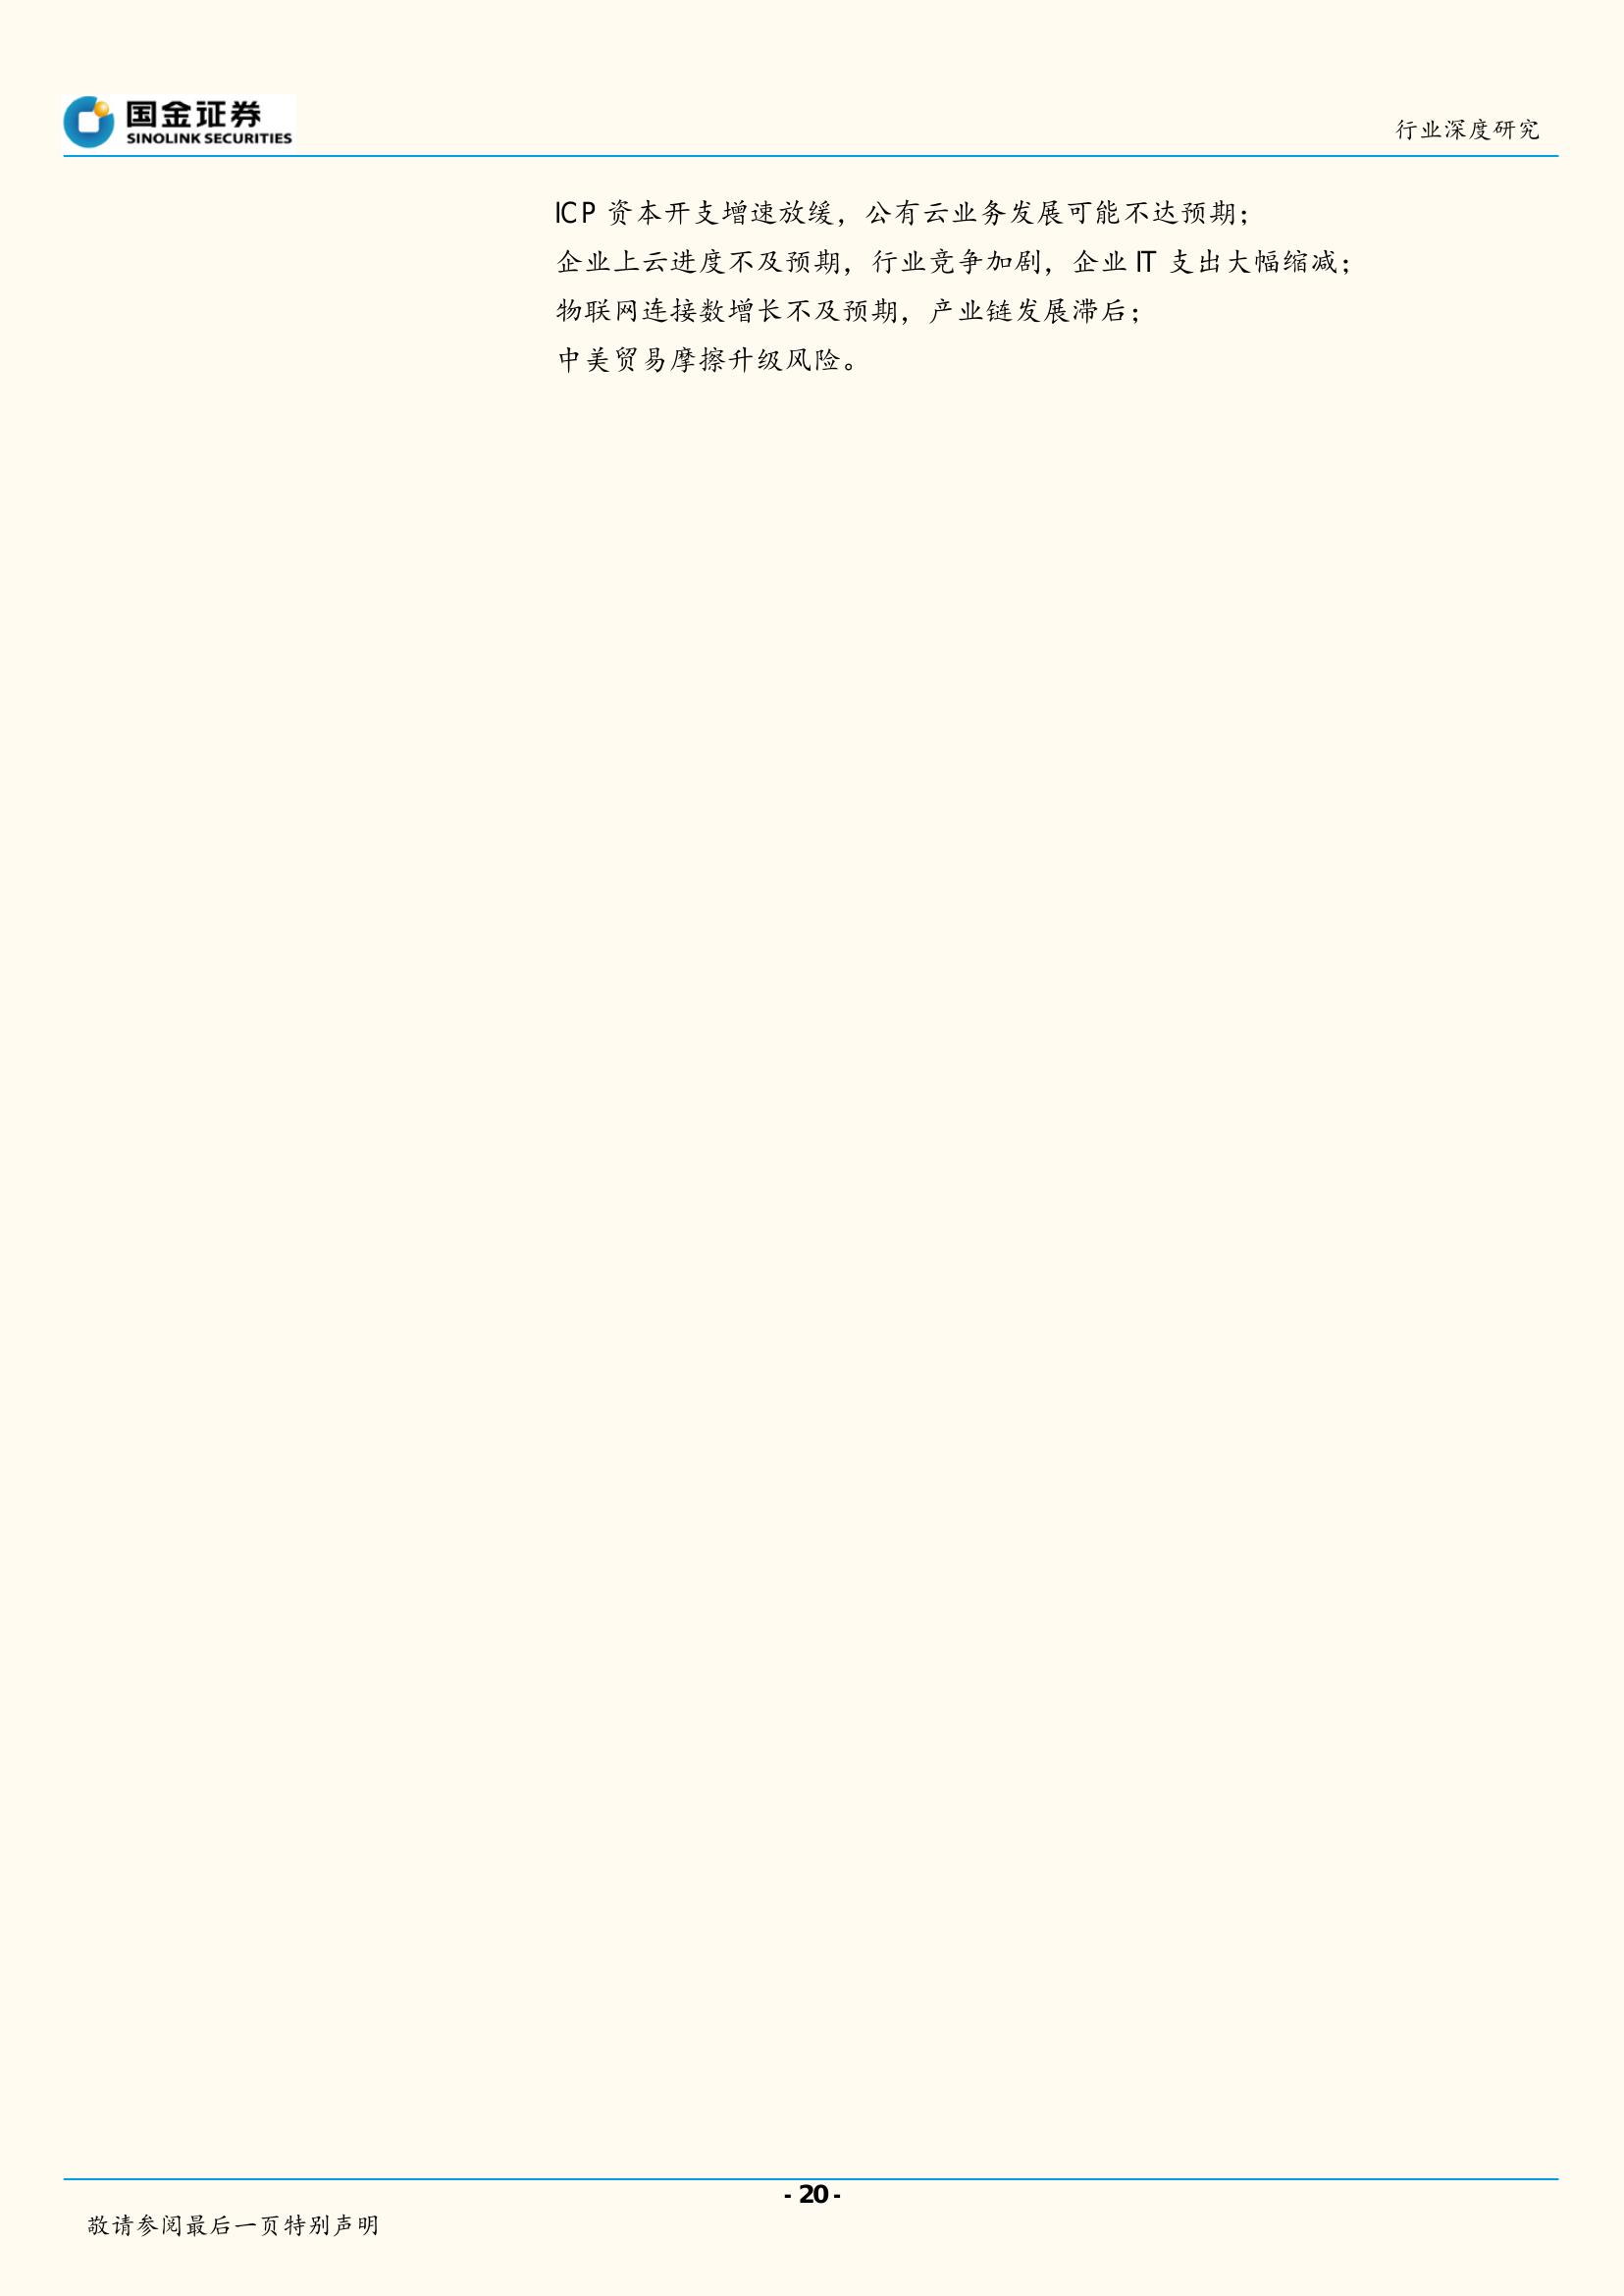 国金证券
SINOLINK SECURITIES
行业深度研究
ICP 资本开支增速放缓，公有云业务发展可能不达预期；
企业上云进度不及预期，行业竞争加剧，企业 IT 支出大幅缩减；
物联网连接数增长不及预期，产业链发展滞后；
中美贸易摩擦升级风险。
- 20 -
敬请参阅最后一页特别声明